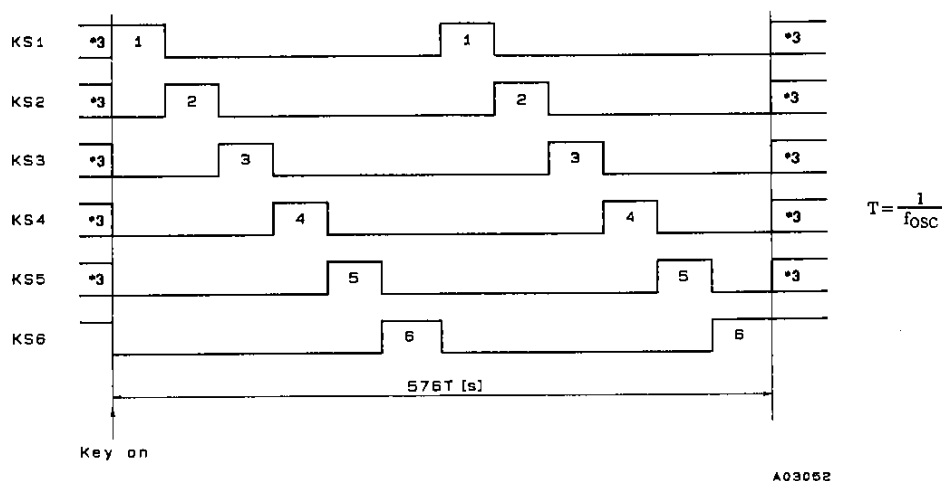 KS1 *3 1 1 *3
KS2 *3 2 2 *3
KS3 *3 3 3 *3
KS4 *3 4 4 *3
T=1/fosc
KS5 *3 5 5 *3
KS6 6 6
576T [s]
Key on
A03052